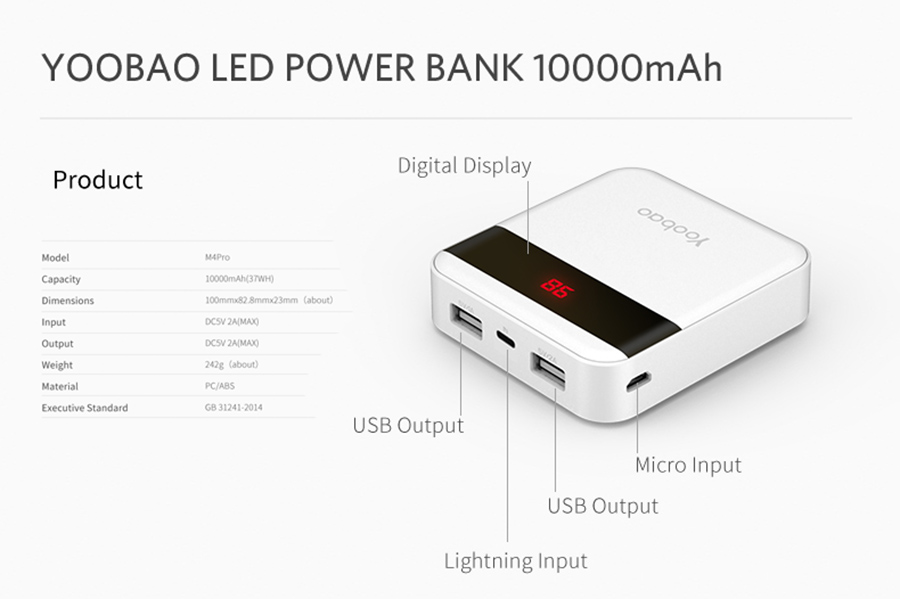 YOOBAO LED POWER BANK 10000mAh
Product
Model M4Pro
Capacity 10000mAh(37WH)
Dimensions 100mmx82.8mmx23mm（about）
Input DC5V 2A(MAX)
Output DC5V 2A(MAX)
Weight 242g（about）
Material PC/ABS
Executive Standard GB 31241-2014
Digital Display
Yoobao
86
USB Output
Micro Input
USB Output
Lightning Input